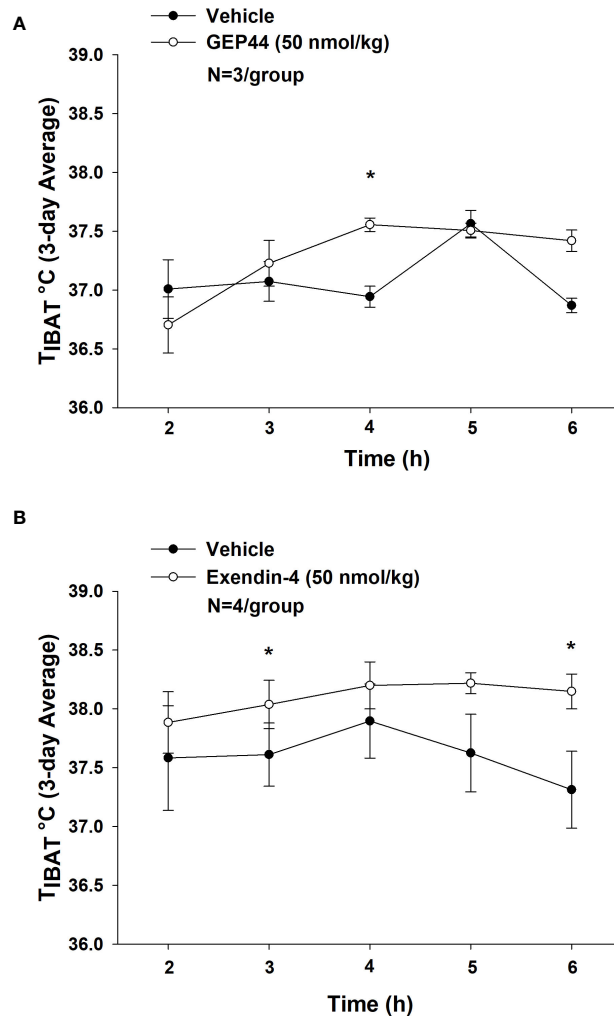 A
Vehicle
GEP44 (50 nmol/kg)
N=3/group
TIBAT °C (3-day Average)
39.0
38.5
38.0
37.5
37.0
36.5
36.0
*
2 3 4 5 6
Time (h)
B
Vehicle
Exendin-4 (50 nmol/kg)
N=4/group
TIBAT °C (3-day Average)
39.0
38.5
38.0
37.5
37.0
36.5
36.0
* *
2 3 4 5 6
Time (h)